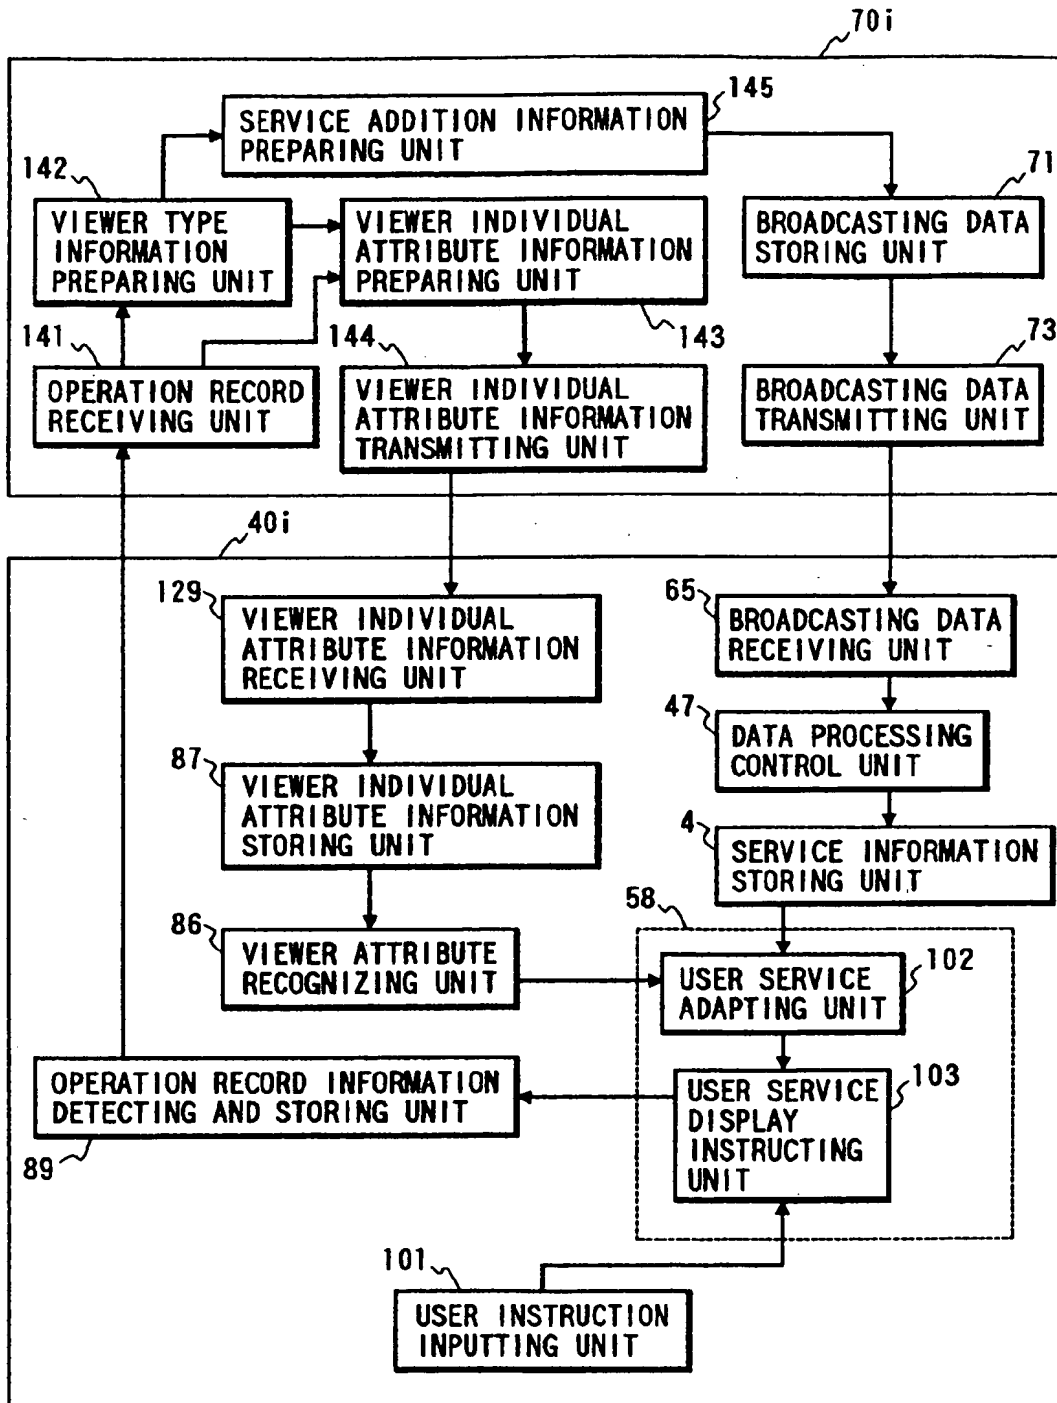 70i
145
SERVICE ADDITION INFORMATION
PREPARING UNIT
142
VIEWER TYPE
INFORMATION
PREPARING UNIT
VIEWER INDIVIDUAL
ATTRIBUTE INFORMATION
PREPARING UNIT
143
71
BROADCASTING DATA
STORING UNIT
141
OPERATION RECORD
RECEIVING UNIT
144
VIEWER INDIVIDUAL
ATTRIBUTE INFORMATION
TRANSMITTING UNIT
73
BROADCASTING DATA
TRANSMITTING UNIT
40i
129
VIEWER INDIVIDUAL
ATTRIBUTE INFORMATION
RECEIVING UNIT
65
BROADCASTING DATA
RECEIVING UNIT
47
DATA PROCESSING
CONTROL UNIT
87
VIEWER INDIVIDUAL
ATTRIBUTE INFORMATION
STORING UNIT
4
SERVICE INFORMATION
STORING UNIT
58
86
VIEWER ATTRIBUTE
RECOGNIZING UNIT
102
USER SERVICE
ADAPTING UNIT
OPERATION RECORD INFORMATION
DETECTING AND STORING UNIT
89
103
USER SERVICE
DISPLAY
INSTRUCTING
UNIT
101
USER INSTRUCTION
INPUTTING UNIT